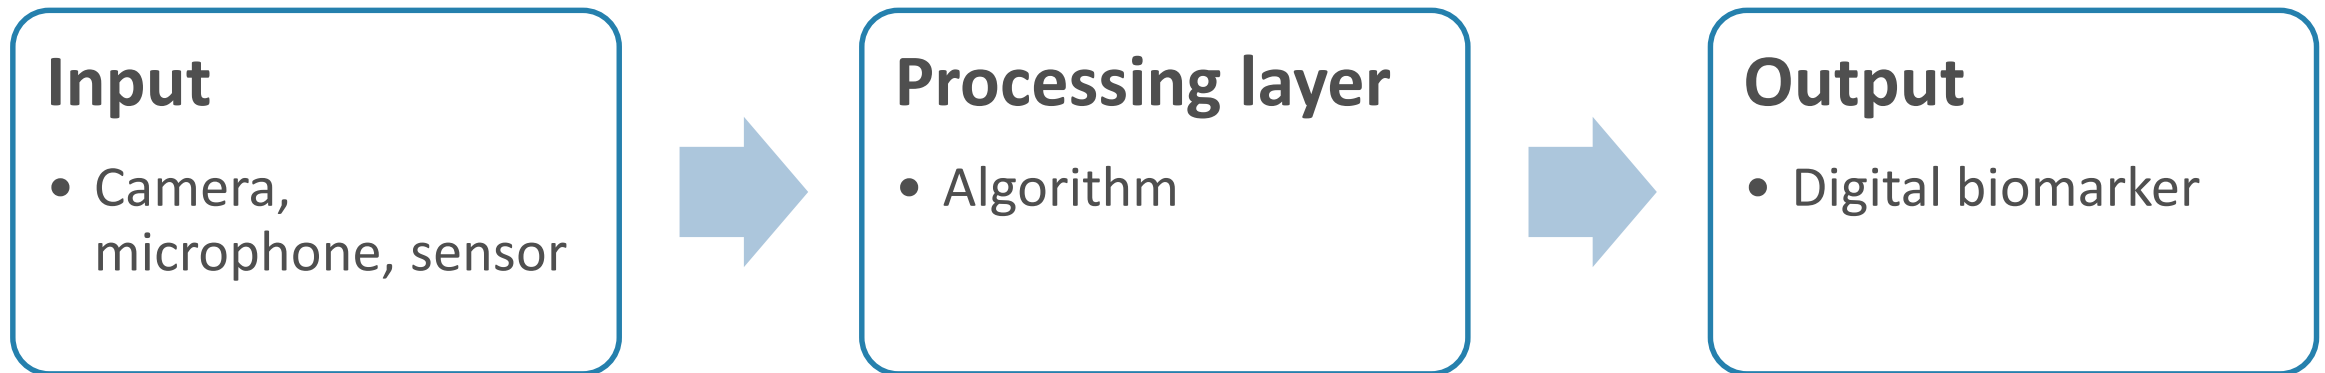 Input
• Camera,
microphone, sensor
Processing layer
• Algorithm
Output
• Digital biomarker